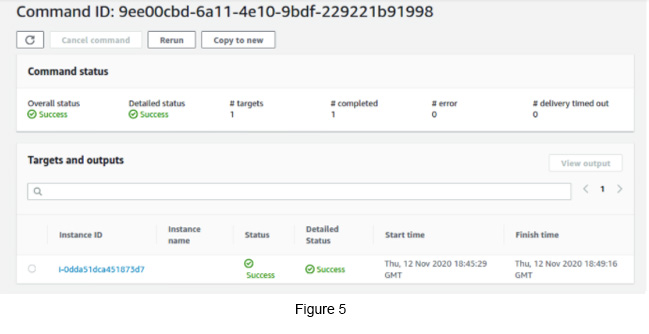 Command ID: 9ee00cbd-6a11-4e10-9bdf-229221b91998
Cancel command Rerun Copy to new
Command status
Overall status Detailed status # targets # completed # error # delivery timed out
Success Success 1 1 0 0
Targets and outputs View output
1
Instance ID Instance name Status Detailed Status Start time Finish time
i-0dda51dca451873d7 Success Success Thu, 12 Nov 2020 18:45:29 GMT Thu, 12 Nov 2020 18:49:16 GMT
Figure 5